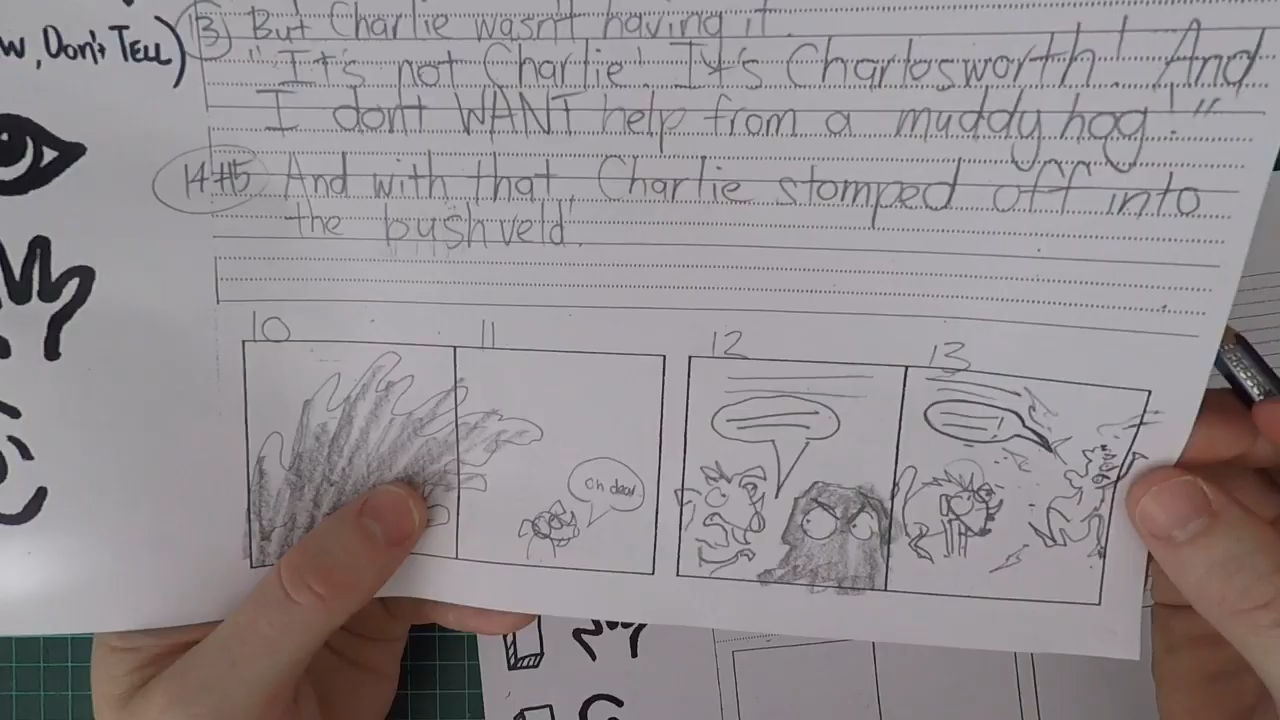 W, DON'T TELL)
13) But Charlie wasn't having it.
"It's not Charlie! It's Charlosworth! And
I don't WANT help from a muddy hog!"
14+15 And with that, Charlie stomped off into
the bushveld.
10
11
12
13
Oh dear.